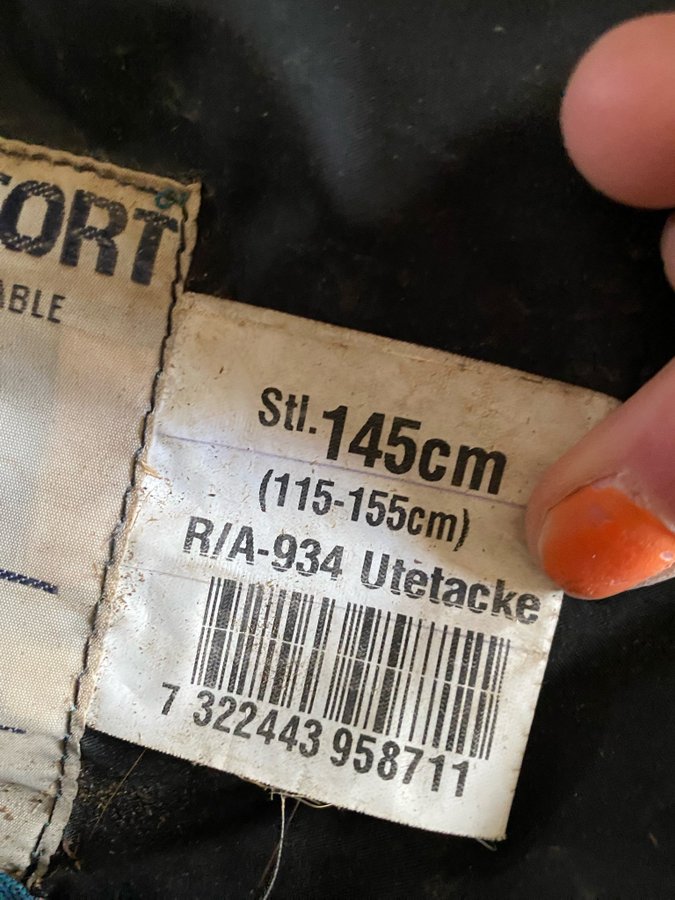 ORT
ABLE
Stl. 145cm
(115-155cm)
R/A-934 Utetacke
7 322443 958711